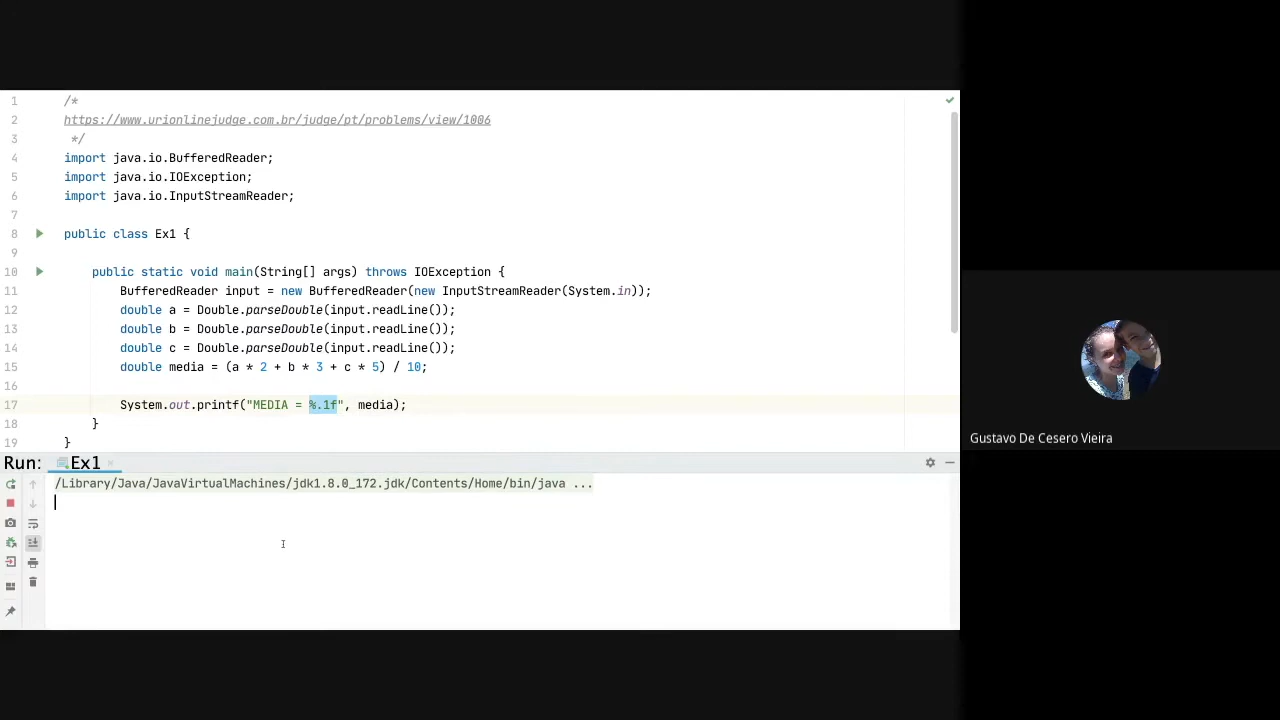 1 /*
2 https://www.urionlinejudge.com.br/judge/pt/problems/view/1006
3 */
4 import java.io.BufferedReader;
5 import java.io.IOException;
6 import java.io.InputStreamReader;
7
8 public class Ex1 {
9
10 public static void main(String[] args) throws IOException {
11 BufferedReader input = new BufferedReader(new InputStreamReader(System.in));
12 double a = Double.parseDouble(input.readLine());
13 double b = Double.parseDouble(input.readLine());
14 double c = Double.parseDouble(input.readLine());
15 double media = (a * 2 + b * 3 + c * 5) / 10;
16
17 System.out.printf("MEDIA = %.1f", media);
18 }
19 }
Run: Ex1
/Library/Java/JavaVirtualMachines/jdk1.8.0_172.jdk/Contents/Home/bin/java ...
Gustavo De Cesero Vieira